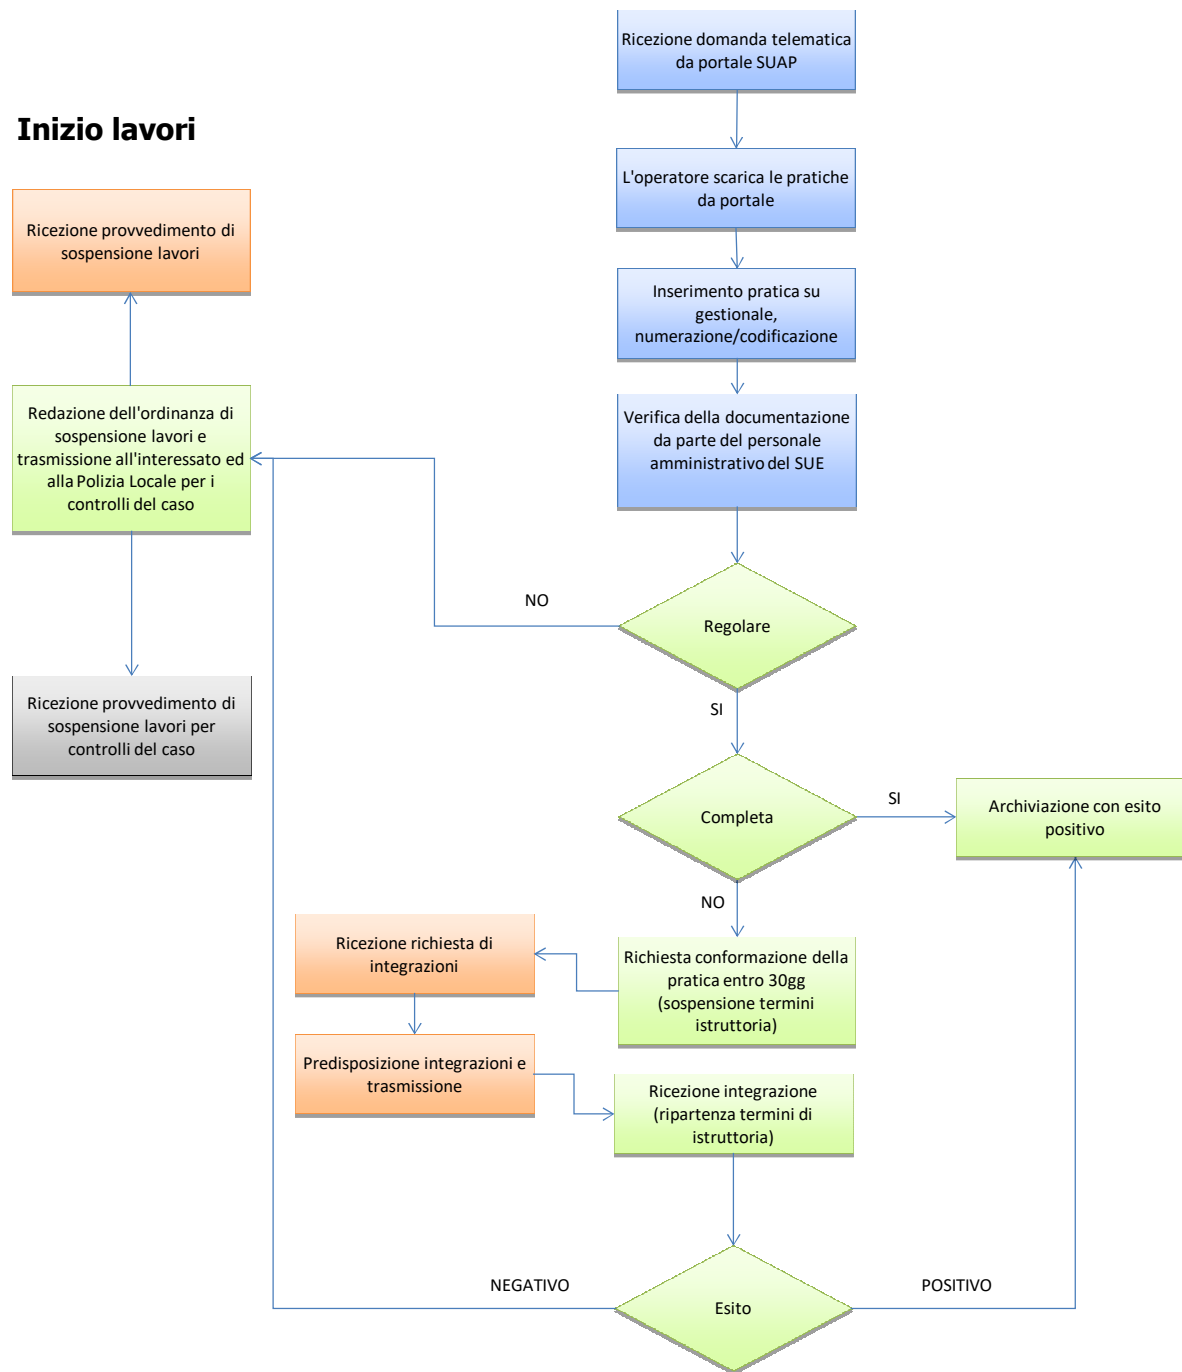 Ricezione domanda telematica
da portale SUAP
Inizio lavori
L'operatore scarica le pratiche
da portale
Ricezione provvedimento di
sospensione lavori
Inserimento pratica su
gestionale,
numerazione/codificazione
Redazione dell'ordinanza di
sospensione lavori e
trasmissione all'interessato ed
alla Polizia Locale per i
controlli del caso
Verifica della documentazione
da parte del personale
amministrativo del SUE
NO
Regolare
SI
Ricezione provvedimento di
sospensione lavori per
controlli del caso
Completa
SI
Archiviazione con esito
positivo
NO
Ricezione richiesta di
integrazioni
Richiesta conformazione della
pratica entro 30gg
(sospensione termini
istruttoria)
Predisposizione integrazioni e
trasmissione
Ricezione integrazione
(ripartenza termini di
istruttoria)
NEGATIVO
Esito
POSITIVO